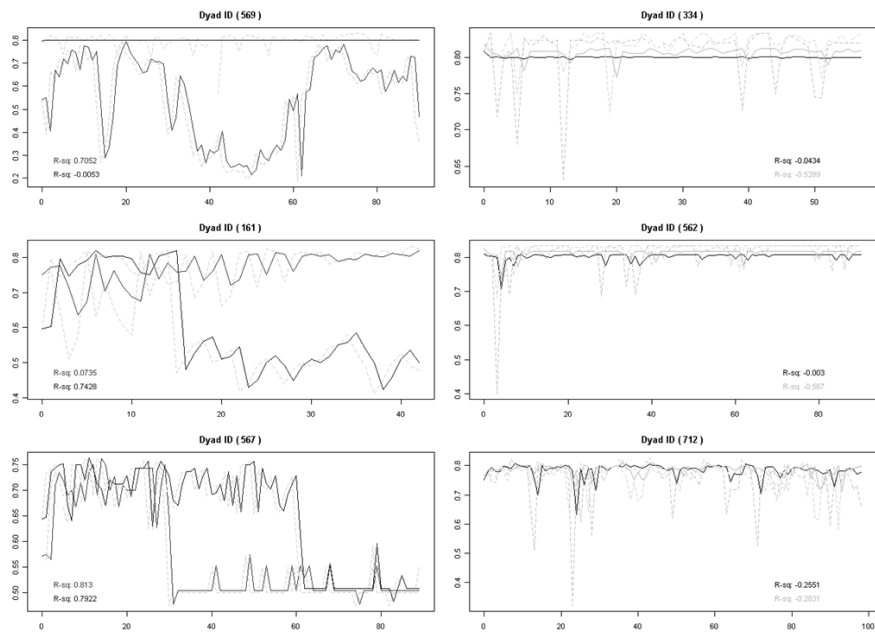 Dyad ID ( 569 )
0.8
0.7
0.6
0.5
0.4
0.3
0.2
R-sq: 0.7052
R-sq: -0.0053
0 20 40 60 80
Dyad ID ( 334 )
0.80
0.75
0.70
0.65
R-sq: -0.0434
R-sq: -0.5289
0 10 20 30 40 50
Dyad ID ( 161 )
0.8
0.7
0.6
0.5
0.4
R-sq: 0.0735
R-sq: 0.7428
0 10 20 30 40
Dyad ID ( 562 )
0.8
0.7
0.6
0.5
0.4
R-sq: -0.003
R-sq: -0.567
0 20 40 60 80
Dyad ID ( 567 )
0.75
0.70
0.65
0.60
0.55
0.50
R-sq: 0.813
R-sq: 0.7922
0 20 40 60 80
Dyad ID ( 712 )
0.8
0.7
0.6
0.5
0.4
R-sq: -0.2551
R-sq: -0.2831
0 20 40 60 80 100